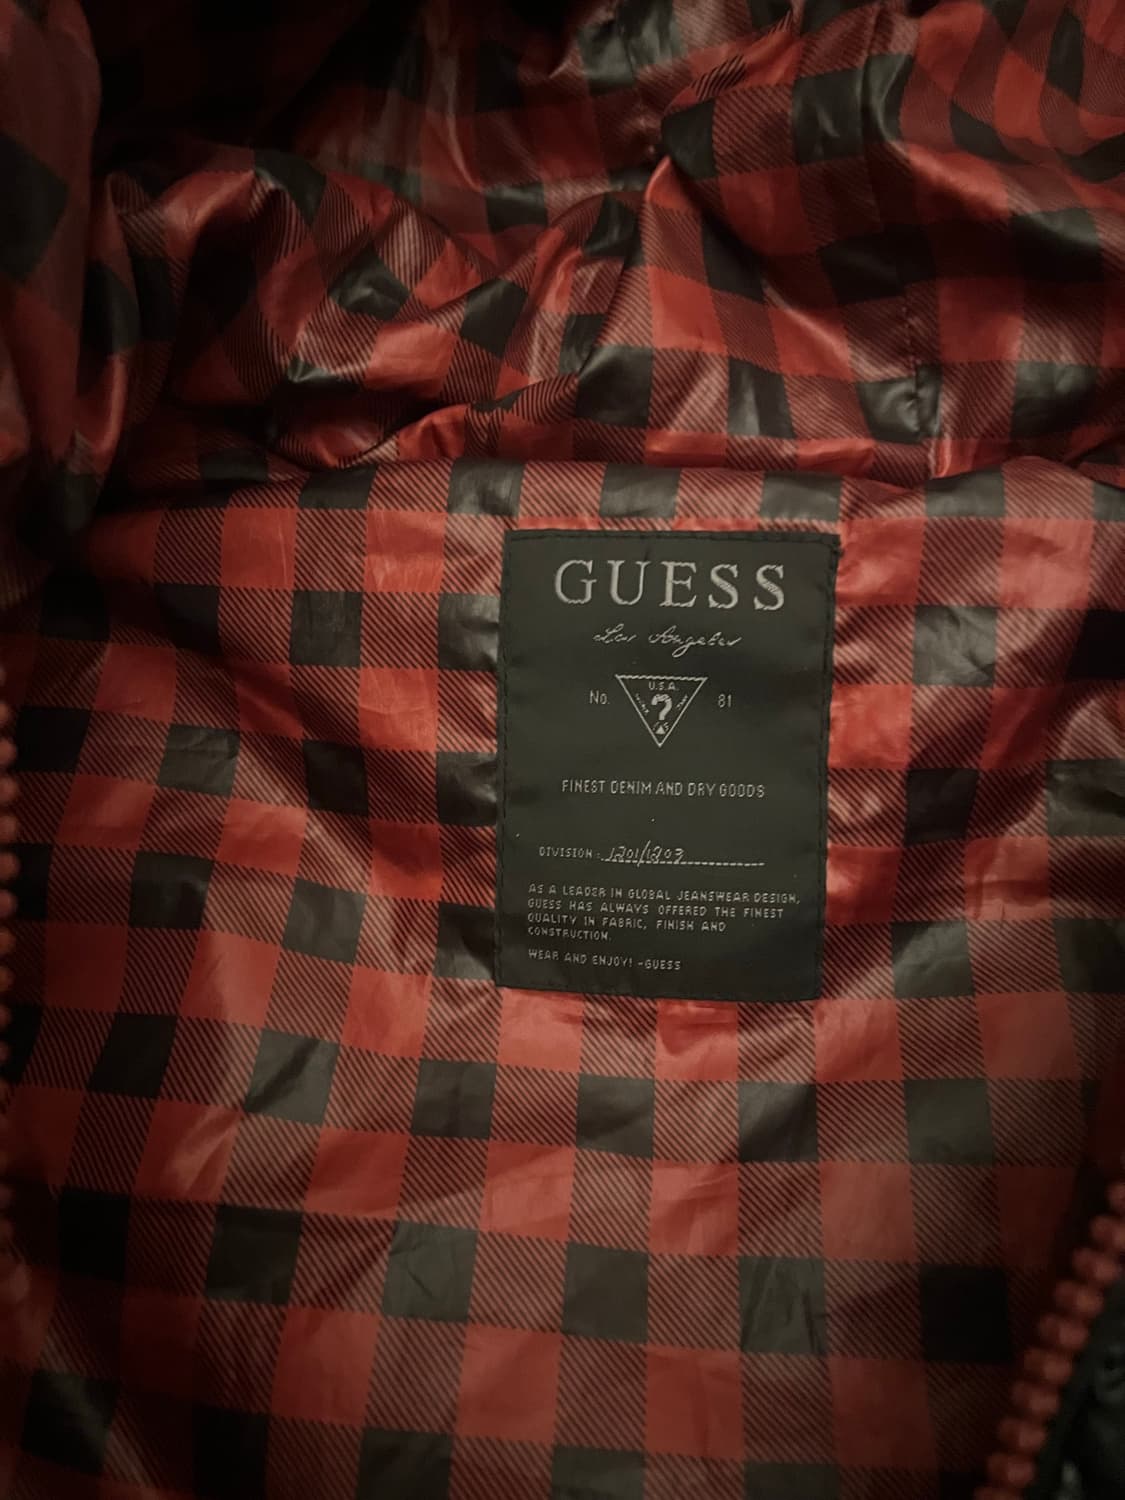 GUESS
Los Angeles
U.S.A.
No. ? 81
FINEST DENIM AND DRY GOODS
DIVISION: 1201/1203
AS A LEADER IN GLOBAL JEANSWEAR DESIGN,
GUESS HAS ALWAYS OFFERED THE FINEST
QUALITY IN FABRIC, FINISH AND
CONSTRUCTION.
WEAR AND ENJOY! -GUESS